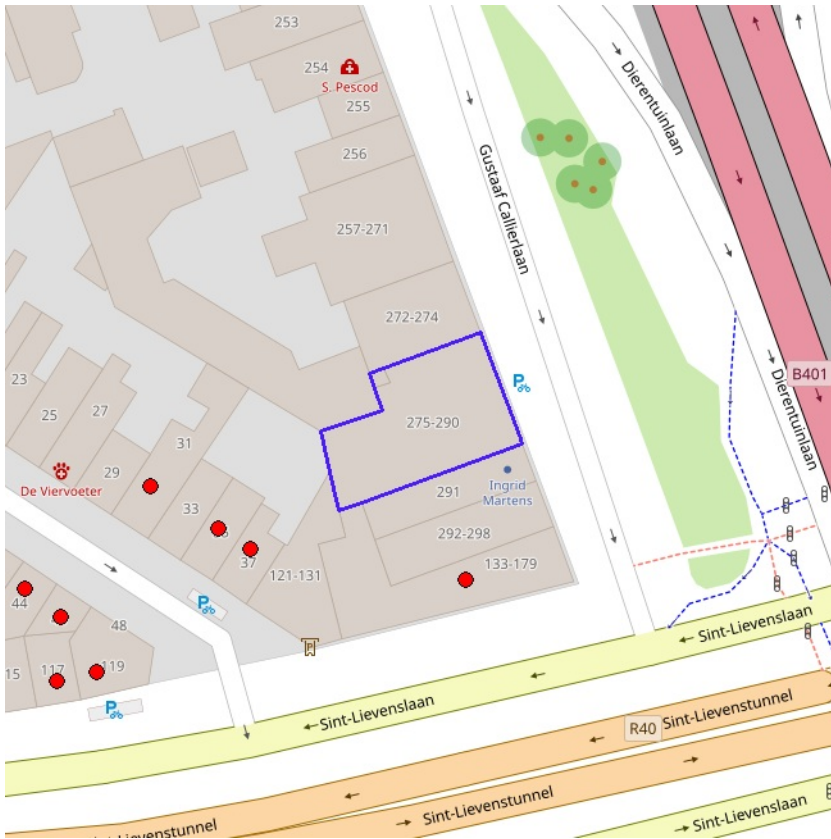 253
254
S. Pescod
255
256
257-271
272-274
275-290
291
Ingrid
Martens
292-298
133-179
121-131
23
25
27
29
31
33
37
De Viervoeter
44
48
15
117
119
Gustaaf Callierlaan
Dierentuinlaan
Dierentuinlaan
B401
Sint-Lievenslaan
Sint-Lievenslaan
R40
Sint-Lievenstunnel
Sint-Lievenstunnel
Sint-Lievenslaan
P
P
P
P